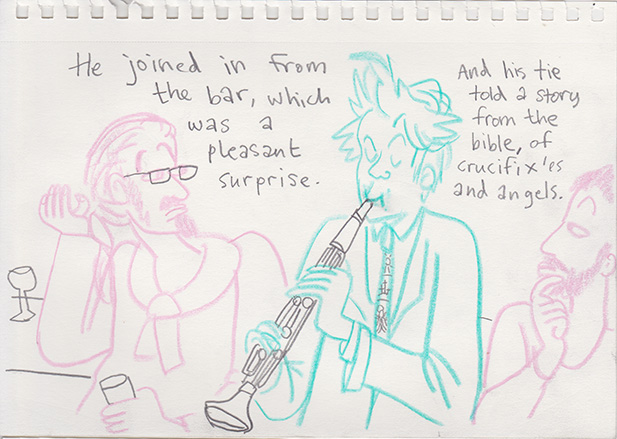 He joined in from
the bar, which
was a
pleasant
surprise.
And his tie
told a story
from the
bible, of
crucifix'es
and angels.